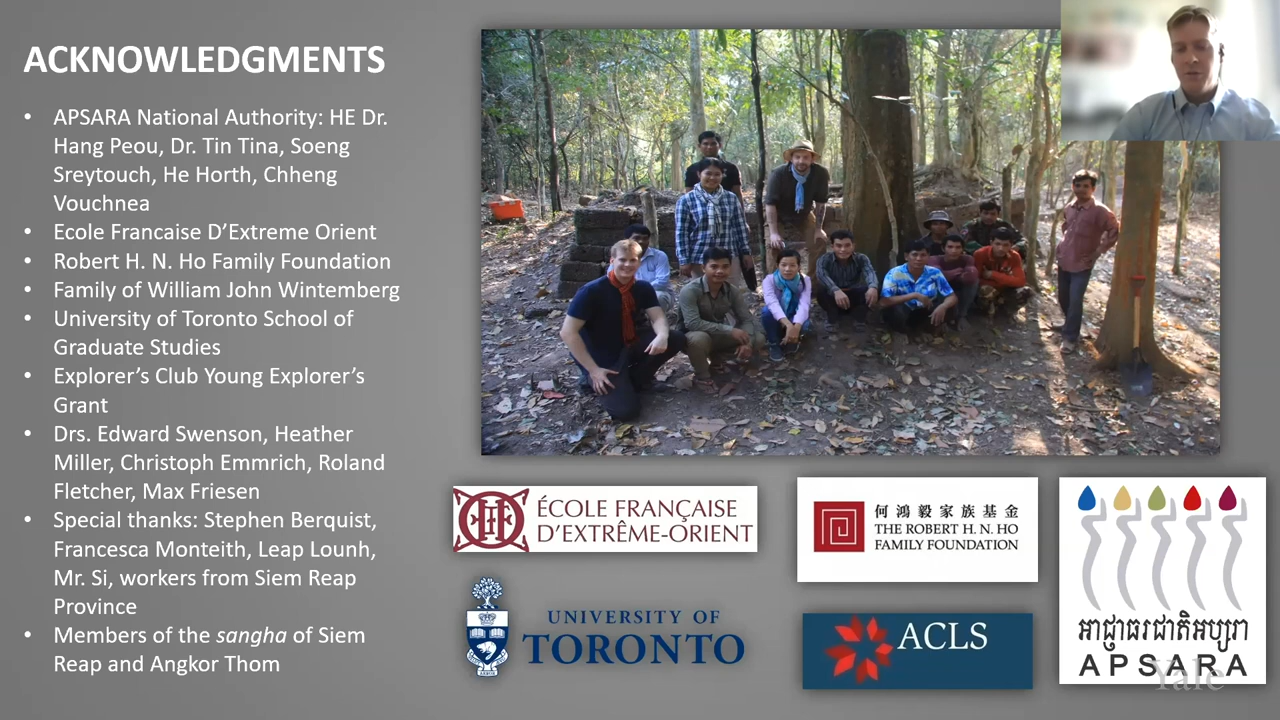 ACKNOWLEDGMENTS
• APSARA National Authority: HE Dr.
Hang Peou, Dr. Tin Tina, Soeng
Sreytouch, He Horth, Chheng
Vouchnea
• Ecole Francaise D’Extreme Orient
• Robert H. N. Ho Family Foundation
• Family of William John Wintemberg
• University of Toronto School of
Graduate Studies
• Explorer’s Club Young Explorer’s
Grant
• Drs. Edward Swenson, Heather
Miller, Christoph Emmrich, Roland
Fletcher, Max Friesen
• Special thanks: Stephen Berquist,
Francesca Monteith, Leap Lounh,
Mr. Si, workers from Siem Reap
Province
• Members of the sangha of Siem
Reap and Angkor Thom
ÉCOLE FRANÇAISE
D’EXTRÊME-ORIENT
何鴻毅家族基金
THE ROBERT H. N. HO
FAMILY FOUNDATION
UNIVERSITY OF
TORONTO
ACLS
អាជ្ញាធរជាតិអប្សរា
APSARA
Yale